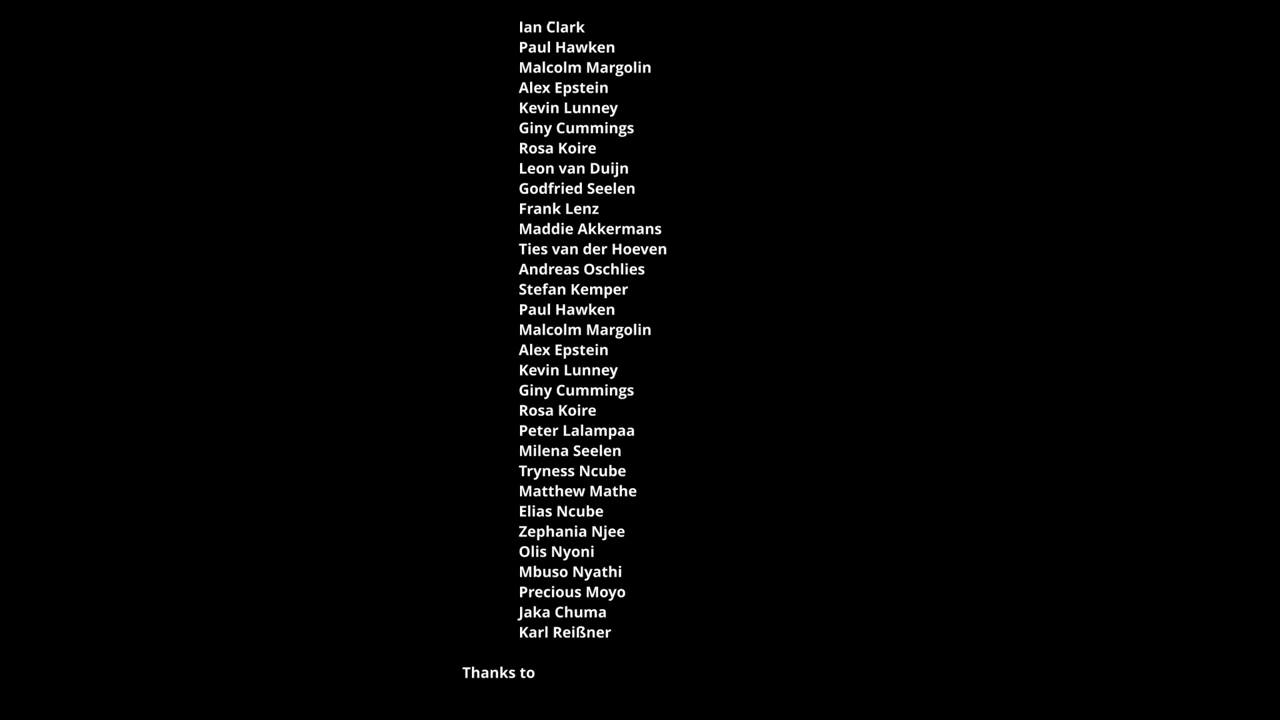 Ian Clark
Paul Hawken
Malcolm Margolin
Alex Epstein
Kevin Lunney
Giny Cummings
Rosa Koire
Leon van Duijn
Godfried Seelen
Frank Lenz
Maddie Akkermans
Ties van der Hoeven
Andreas Oschlies
Stefan Kemper
Paul Hawken
Malcolm Margolin
Alex Epstein
Kevin Lunney
Giny Cummings
Rosa Koire
Peter Lalampaa
Milena Seelen
Tryness Ncube
Matthew Mathe
Elias Ncube
Zephania Njee
Olis Nyoni
Mbuso Nyathi
Precious Moyo
Jaka Chuma
Karl Reißner
Thanks to